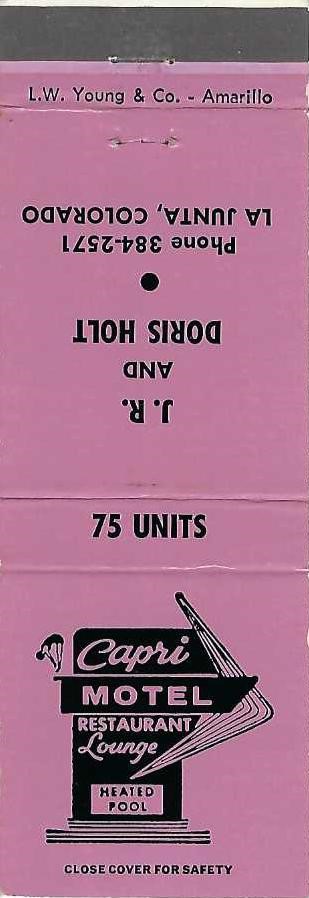 L.W. Young & Co. - Amarillo
J. R.
AND
DORIS HOLT
Phone 384-2571
LA JUNTA, COLORADO
75 UNITS
Capri
MOTEL
RESTAURANT
Lounge
HEATED
POOL
CLOSE COVER FOR SAFETY